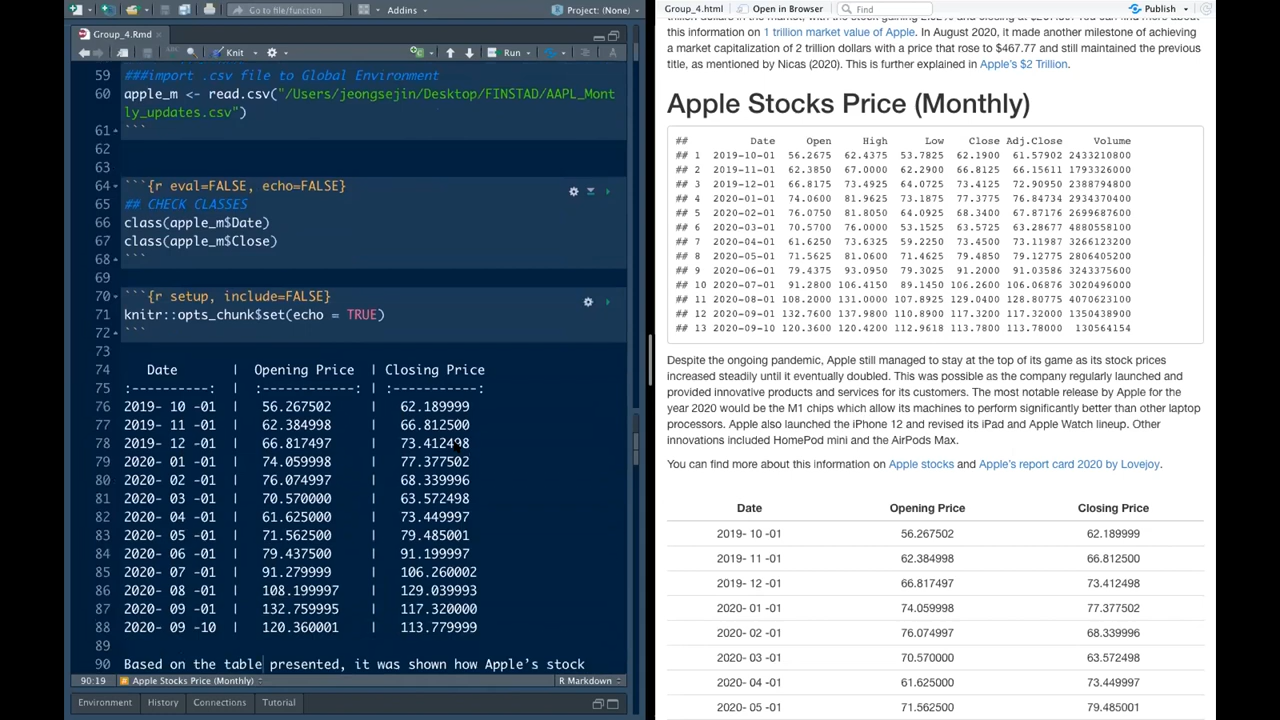 Go to file/function
Addins
Project: (None)
Group_4.Rmd
Knit
Run
59 ###import .csv file to Global Environment
60 apple_m <- read.csv("/Users/jeongsejin/Desktop/FINSTAD/AAPL_Mont
ly_updates.csv")
61 ```
62
63
64 ```{r eval=FALSE, echo=FALSE}
65 ## CHECK CLASSES
66 class(apple_m$Date)
67 class(apple_m$Close)
68 ```
69
70 ```{r setup, include=FALSE}
71 knitr::opts_chunk$set(echo = TRUE)
72 ```
73
74 Date | Opening Price | Closing Price
75 :----------: | :------------: | :-----------:
76 2019- 10 -01 | 56.267502 | 62.189999
77 2019- 11 -01 | 62.384998 | 66.812500
78 2019- 12 -01 | 66.817497 | 73.412498
79 2020- 01 -01 | 74.059998 | 77.377502
80 2020- 02 -01 | 76.074997 | 68.339996
81 2020- 03 -01 | 70.570000 | 63.572498
82 2020- 04 -01 | 61.625000 | 73.449997
83 2020- 05 -01 | 71.562500 | 79.485001
84 2020- 06 -01 | 79.437500 | 91.199997
85 2020- 07 -01 | 91.279999 | 106.260002
86 2020- 08 -01 | 108.199997 | 129.039993
87 2020- 09 -01 | 132.759995 | 117.320000
88 2020- 09 -10 | 120.360001 | 113.779999
89
90 Based on the table presented, it was shown how Apple's stock
90:19 # Apple Stocks Price (Monthly) R Markdown
Environment History Connections Tutorial
Group_4.html Open in Browser Find Publish
this information on 1 trillion market value of Apple. In August 2020, it made another milestone of achieving
a market capitalization of 2 trillion dollars with a price that rose to $467.77 and still maintained the previous
title, as mentioned by Nicas (2020). This is further explained in Apple's $2 Trillion.
Apple Stocks Price (Monthly)
## Date Open High Low Close Adj.Close Volume
## 1 2019-10-01 56.2675 62.4375 53.7825 62.1900 61.57902 2433210800
## 2 2019-11-01 62.3850 67.0000 62.2900 66.8125 66.15611 1793326000
## 3 2019-12-01 66.8175 73.4925 64.0725 73.4125 72.90950 2388794800
## 4 2020-01-01 74.0600 81.9625 73.1875 77.3775 76.84734 2934370400
## 5 2020-02-01 76.0750 81.8050 64.0925 68.3400 67.87176 2699687600
## 6 2020-03-01 70.5700 76.0000 53.1525 63.5725 63.28677 4880558100
## 7 2020-04-01 61.6250 73.6325 59.2250 73.4500 73.11987 3266123200
## 8 2020-05-01 71.5625 81.0600 71.4625 79.4850 79.12775 2806405200
## 9 2020-06-01 79.4375 93.0950 79.3025 91.2000 91.03586 3243375600
## 10 2020-07-01 91.2800 106.4150 89.1450 106.2600 106.06876 3020496000
## 11 2020-08-01 108.2000 131.0000 107.8925 129.0400 128.80775 4070623100
## 12 2020-09-01 132.7600 137.9800 110.8900 117.3200 117.32000 1350438900
## 13 2020-09-10 120.3600 120.4200 112.9618 113.7800 113.78000 130564154
Despite the ongoing pandemic, Apple still managed to stay at the top of its game as its stock prices
increased steadily until it eventually doubled. This was possible as the company regularly launched and
provided innovative products and services for its customers. The most notable release by Apple for the
year 2020 would be the M1 chips which allow its machines to perform significantly better than other laptop
processors. Apple also launched the iPhone 12 and revised its iPad and Apple Watch lineup. Other
innovations included HomePod mini and the AirPods Max.
You can find more about this information on Apple stocks and Apple's report card 2020 by Lovejoy.
Date Opening Price Closing Price
2019- 10 -01 56.267502 62.189999
2019- 11 -01 62.384998 66.812500
2019- 12 -01 66.817497 73.412498
2020- 01 -01 74.059998 77.377502
2020- 02 -01 76.074997 68.339996
2020- 03 -01 70.570000 63.572498
2020- 04 -01 61.625000 73.449997
2020- 05 -01 71.562500 79.485001